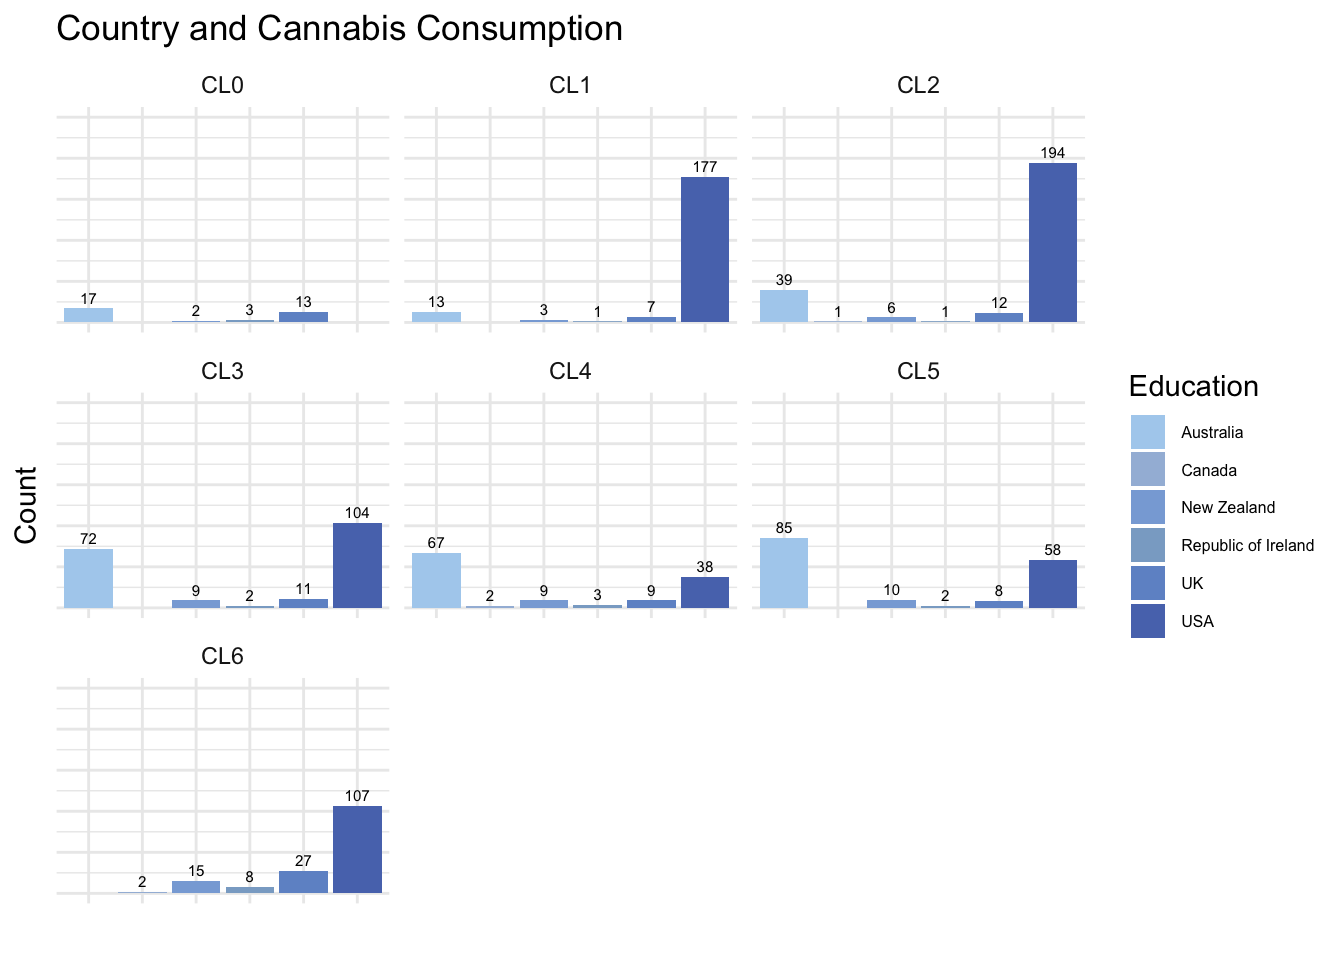 Country and Cannabis Consumption
CL0 CL1 CL2
17 2 3 13
13 3 1 7 177
39 1 6 1 12 194
CL3 CL4 CL5
72 9 2 11 104
67 2 9 3 9 38
85 10 2 8 58
CL6
2 15 8 27 107
Count
Education
Australia
Canada
New Zealand
Republic of Ireland
UK
USA